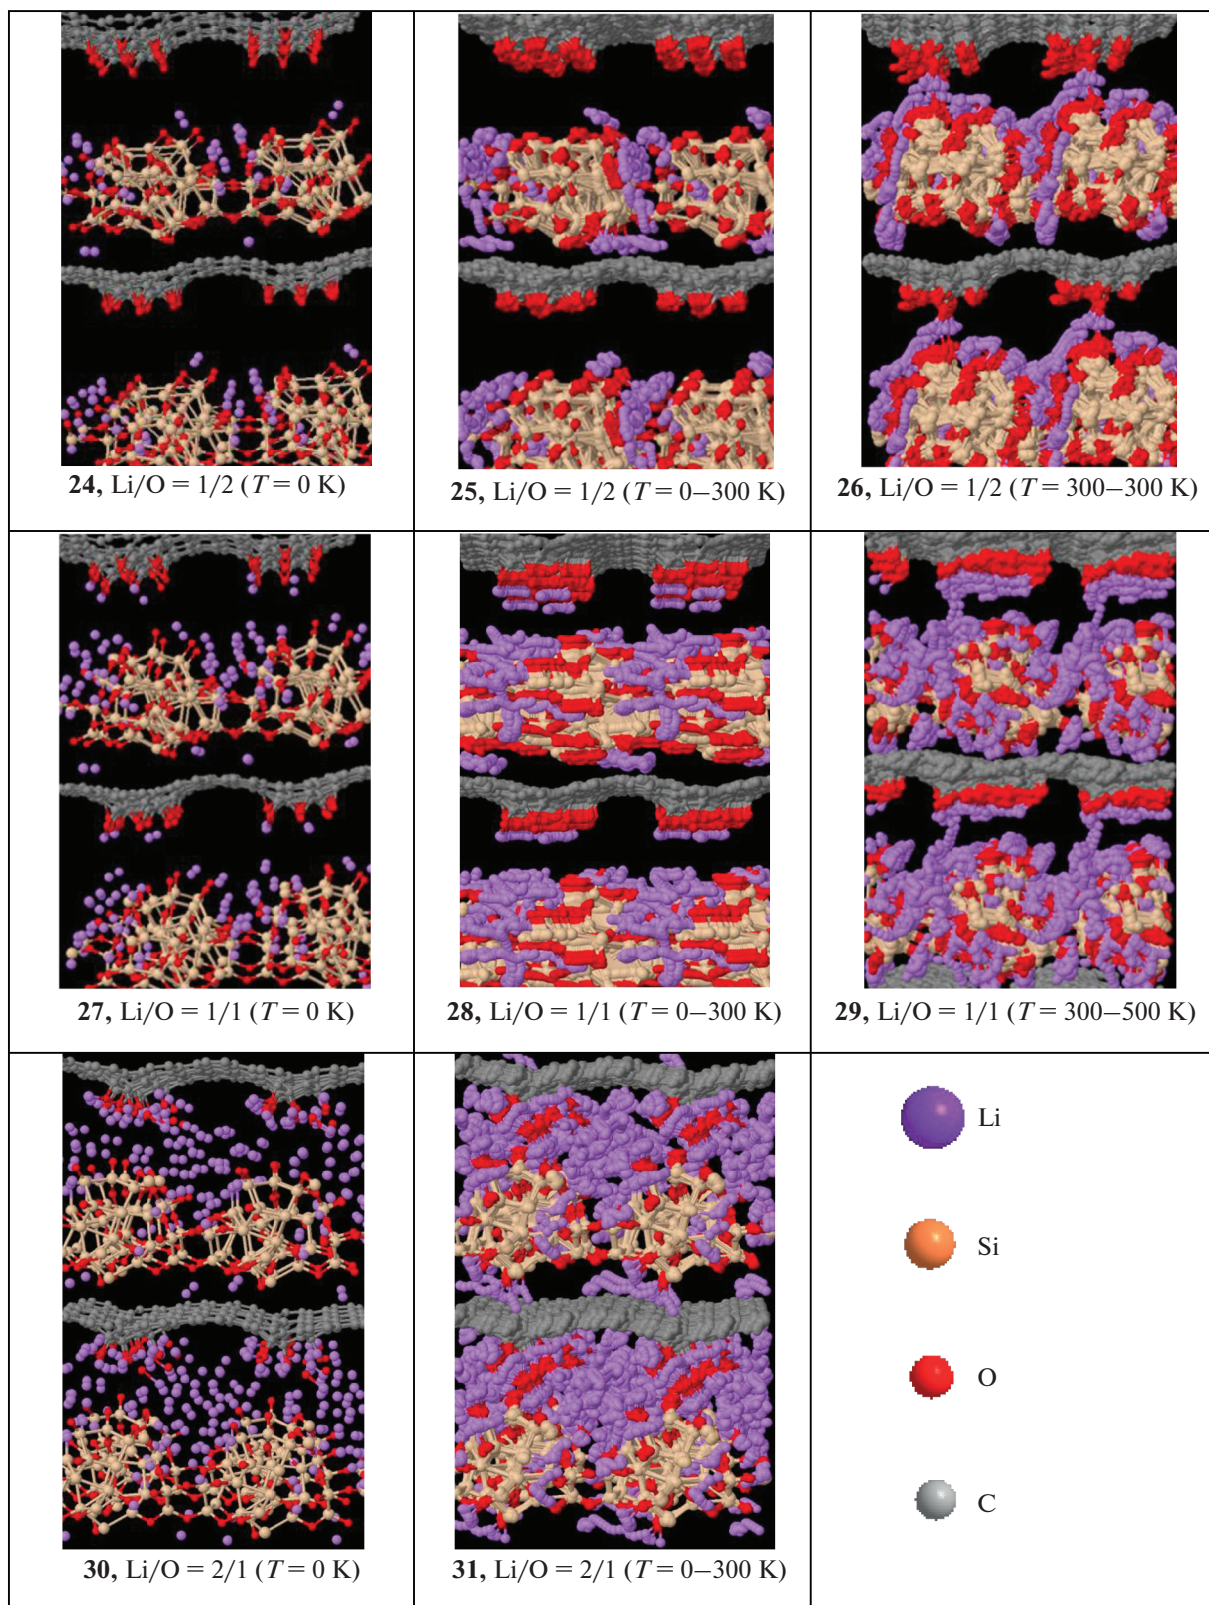 24, Li/O = 1/2 (T = 0 K)
25, Li/O = 1/2 (T = 0–300 K)
26, Li/O = 1/2 (T = 300–300 K)
27, Li/O = 1/1 (T = 0 K)
28, Li/O = 1/1 (T = 0–300 K)
29, Li/O = 1/1 (T = 300–500 K)
Li
Si
O
C
30, Li/O = 2/1 (T = 0 K)
31, Li/O = 2/1 (T = 0–300 K)